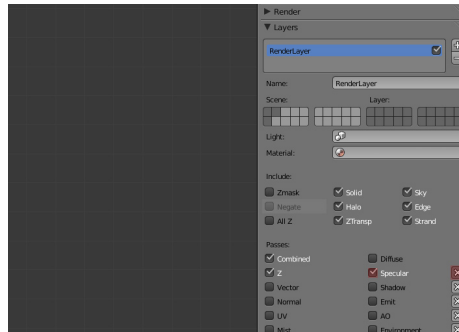 Render
Layers
RenderLayer
Name: RenderLayer
Scene: Layer:
Light:
Material:
Include:
Zmask Solid Sky
Negate Halo Edge
All Z ZTransp Strand
Passes:
Combined Diffuse
Z Specular
Vector Shadow
Normal Emit
UV AO
Mist Environment